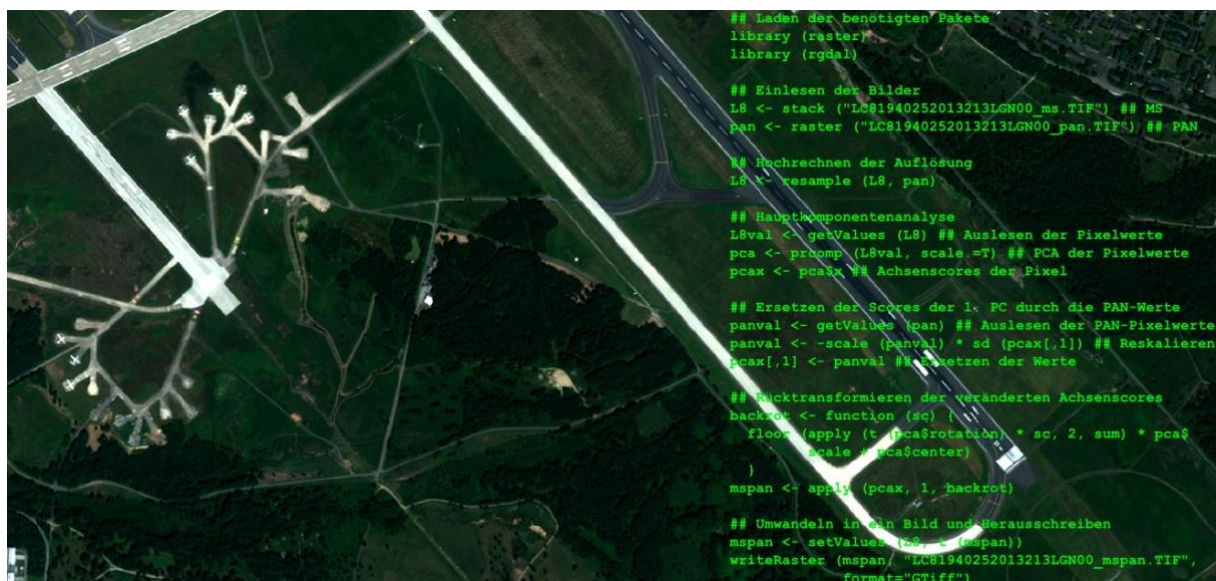 ## Laden der benötigten Pakete
library (raster)
library (rgdal)
## Einlesen der Bilder
L8 <- stack ("LC81940252013213LGN00_ms.TIF") ## MS
pan <- raster ("LC81940252013213LGN00_pan.TIF") ## PAN
## Hochrechnen der Auflösung
L8 <- resample (L8, pan)
## Hauptkomponentenanalyse
L8val <- getValues (L8) ## Auslesen der Pixelwerte
pca <- prcomp (L8val, scale.=T) ## PCA der Pixelwerte
pcax <- pca$x ## Achsenscores der Pixel
## Ersetzen der Scores der 1. PC durch die PAN-Werte
panval <- getValues (pan) ## Auslesen der PAN-Pixelwerte
panval <- -scale (panval) * sd (pcax[,1]) ## Reskalieren
pcax[,1] <- panval ## Ersetzen der Werte
## Rücktransformieren der veränderten Achsenscores
backrot <- function (sc) {
floor (apply (t (pca$rotation) * sc, 2, sum) * pca$
scale + pca$center)
}
mspan <- apply (pcax, 1, backrot)
## Umwandeln in ein Bild und Herausschreiben
mspan <- setValues (L8, t (mspan))
writeRaster (mspan, "LC81940252013213LGN00_mspan.TIF",
format="GTiff")